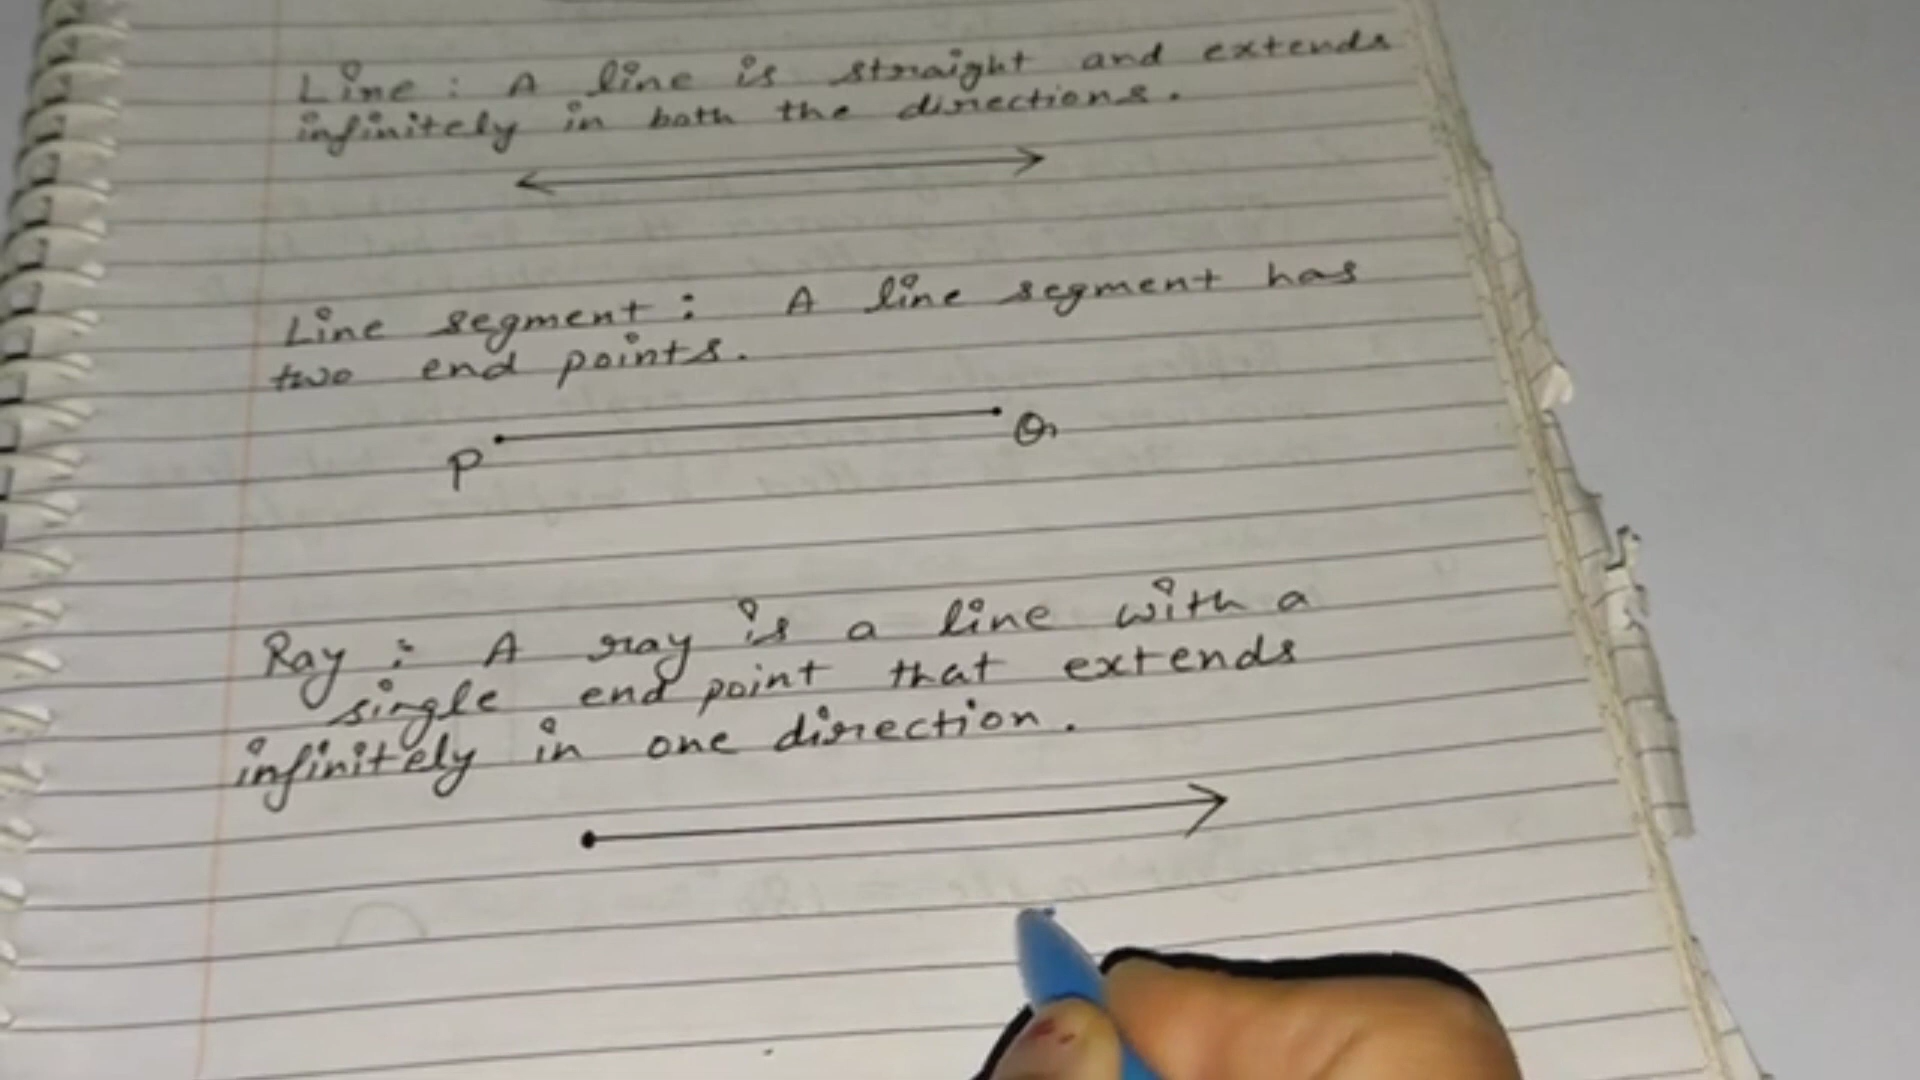 Line : A line is straight and extends
infinitely in both the directions.
Line segment : A line segment has
two end points.
P Q
Ray : A ray is a line with a
single end point that extends
infinitely in one direction.